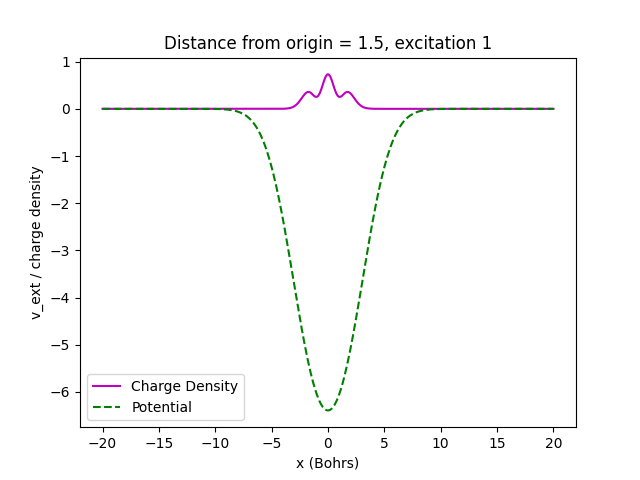 Distance from origin = 1.5, excitation 1
v_ext / charge density
1
0
−1
−2
−3
−4
−5
−6
Charge Density
Potential
−20 −15 −10 −5 0 5 10 15 20
x (Bohrs)